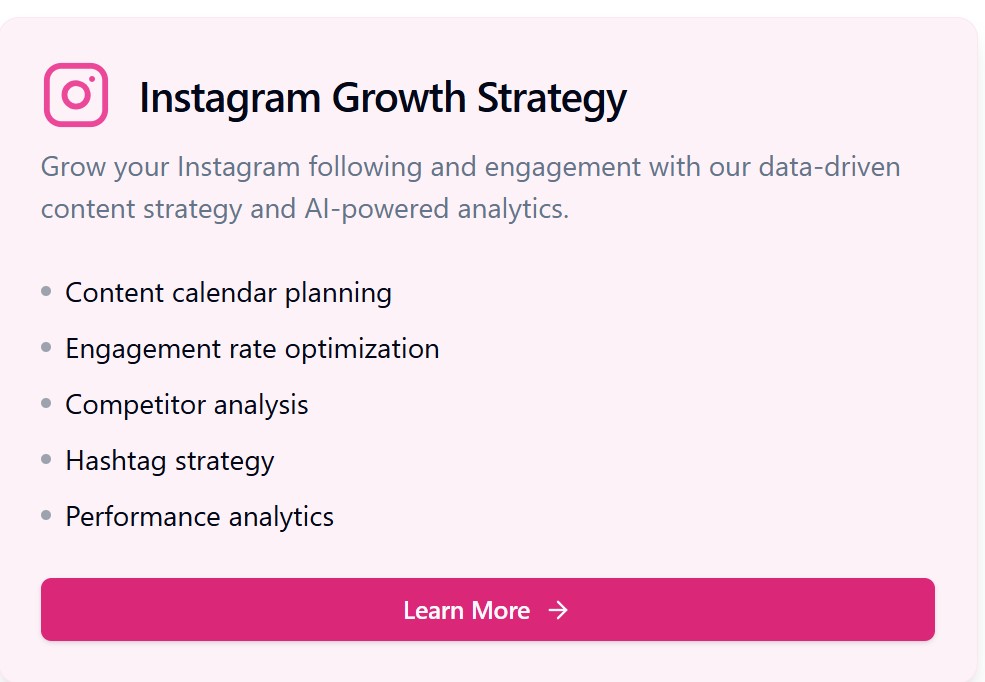 Instagram Growth Strategy
Grow your Instagram following and engagement with our data-driven
content strategy and AI-powered analytics.
Content calendar planning
Engagement rate optimization
Competitor analysis
Hashtag strategy
Performance analytics
Learn More